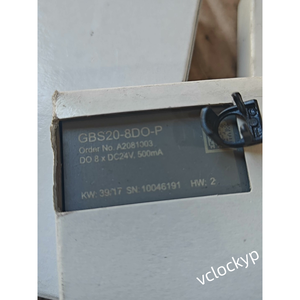 GBS20-8DO-P
Order No. A2081003
DO 8 x DC24V, 500mA
KW: 39/17 SN: 10046191 HW: 2
vclockyp